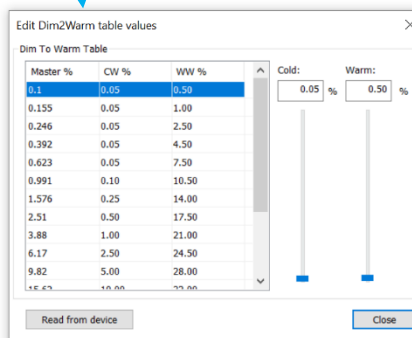 Edit Dim2Warm table values
Dim To Warm Table
Master % CW % WW %
0.1 0.05 0.50
0.155 0.05 1.00
0.246 0.05 2.50
0.392 0.05 4.50
0.623 0.05 7.50
0.991 0.10 10.50
1.576 0.25 14.00
2.51 0.50 17.50
3.88 1.00 21.00
6.17 2.50 24.50
9.82 5.00 28.00
Cold: Warm:
0.05 % 0.50 %
Read from device
Close